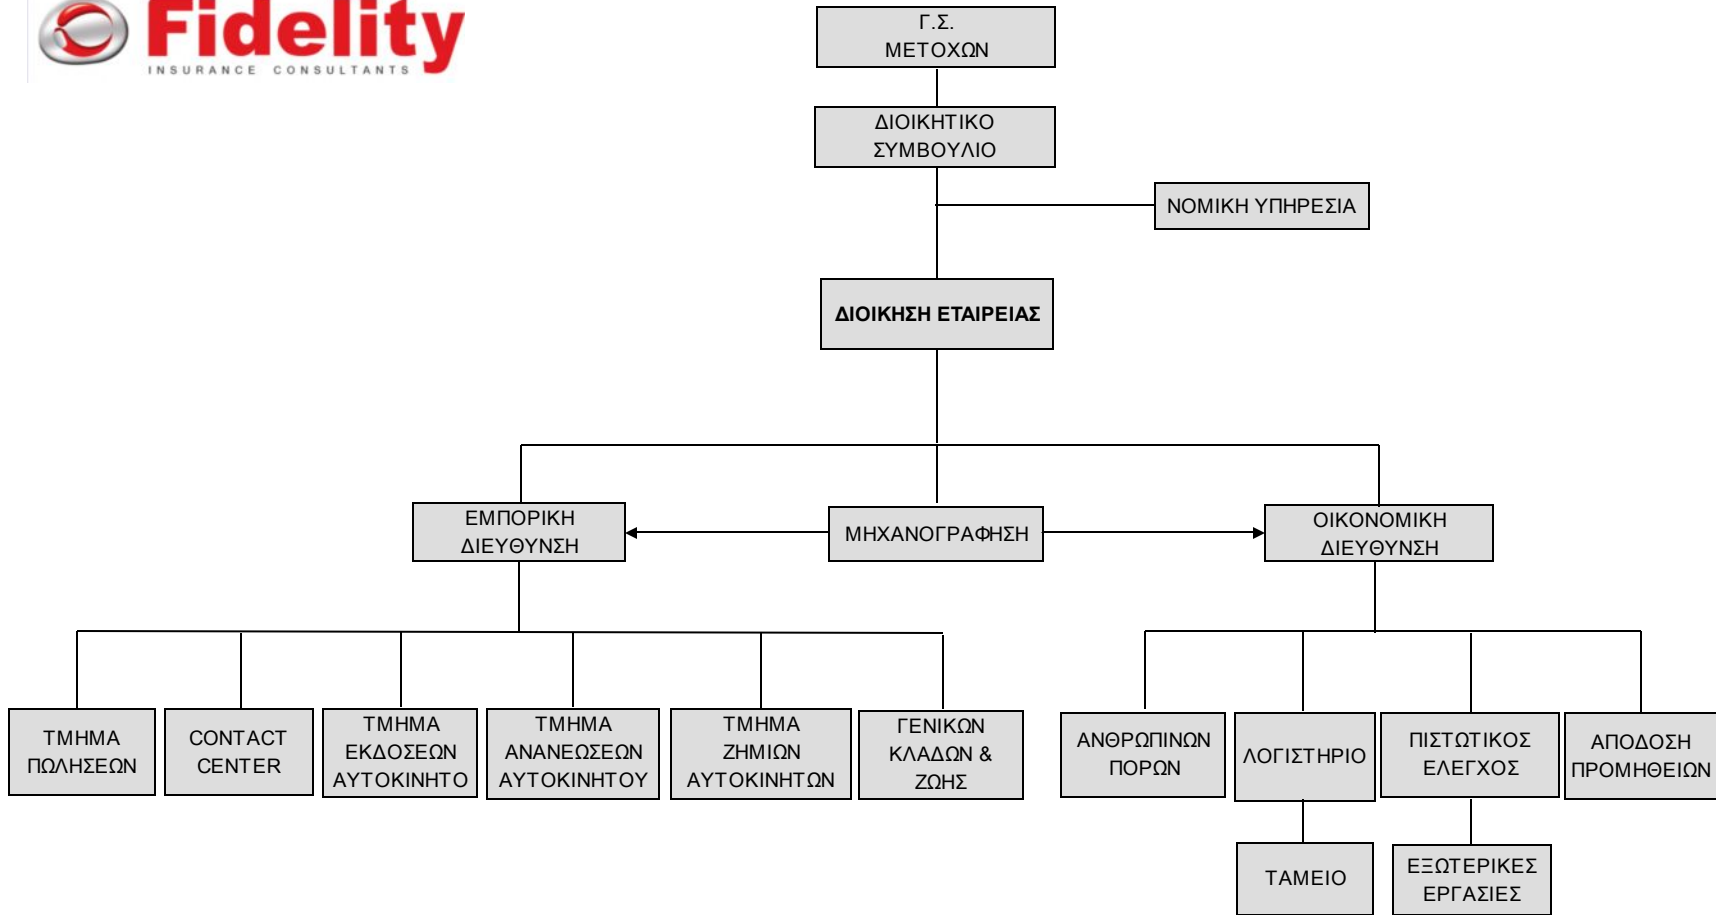 Fidelity
INSURANCE CONSULTANTS
Γ.Σ.
ΜΕΤΟΧΩΝ
ΔΙΟΙΚΗΤΙΚΟ
ΣΥΜΒΟΥΛΙΟ
ΝΟΜΙΚΗ ΥΠΗΡΕΣΙΑ
ΔΙΟΙΚΗΣΗ ΕΤΑΙΡΕΙΑΣ
ΕΜΠΟΡΙΚΗ
ΔΙΕΥΘΥΝΣΗ
ΜΗΧΑΝΟΓΡΑΦΗΣΗ
ΟΙΚΟΝΟΜΙΚΗ
ΔΙΕΥΘΥΝΣΗ
ΤΜΗΜΑ
ΠΩΛΗΣΕΩΝ
CONTACT
CENTER
ΤΜΗΜΑ
ΕΚΔΟΣΕΩΝ
ΑΥΤΟΚΙΝΗΤΟ
ΤΜΗΜΑ
ΑΝΑΝΕΩΣΕΩΝ
ΑΥΤΟΚΙΝΗΤΟΥ
ΤΜΗΜΑ
ΖΗΜΙΩΝ
ΑΥΤΟΚΙΝΗΤΩΝ
ΓΕΝΙΚΩΝ
ΚΛΑΔΩΝ &
ΖΩΗΣ
ΑΝΘΡΩΠΙΝΩΝ
ΠΟΡΩΝ
ΛΟΓΙΣΤΗΡΙΟ
ΠΙΣΤΩΤΙΚΟΣ
ΕΛΕΓΧΟΣ
ΑΠΟΔΟΣΗ
ΠΡΟΜΗΘΕΙΩΝ
ΤΑΜΕΙΟ
ΕΞΩΤΕΡΙΚΕΣ
ΕΡΓΑΣΙΕΣ